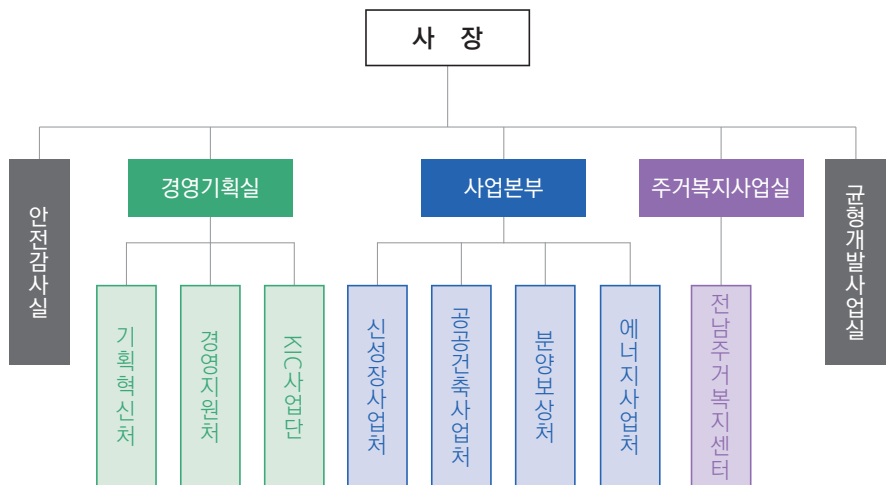 사 장
안전감사실
경영기획실
사업본부
주거복지사업실
균형개발사업실
기획혁신처
경영지원처
KIC사업단
신성장사업처
공공건축사업처
분양보상처
에너지사업처
전남주거복지센터